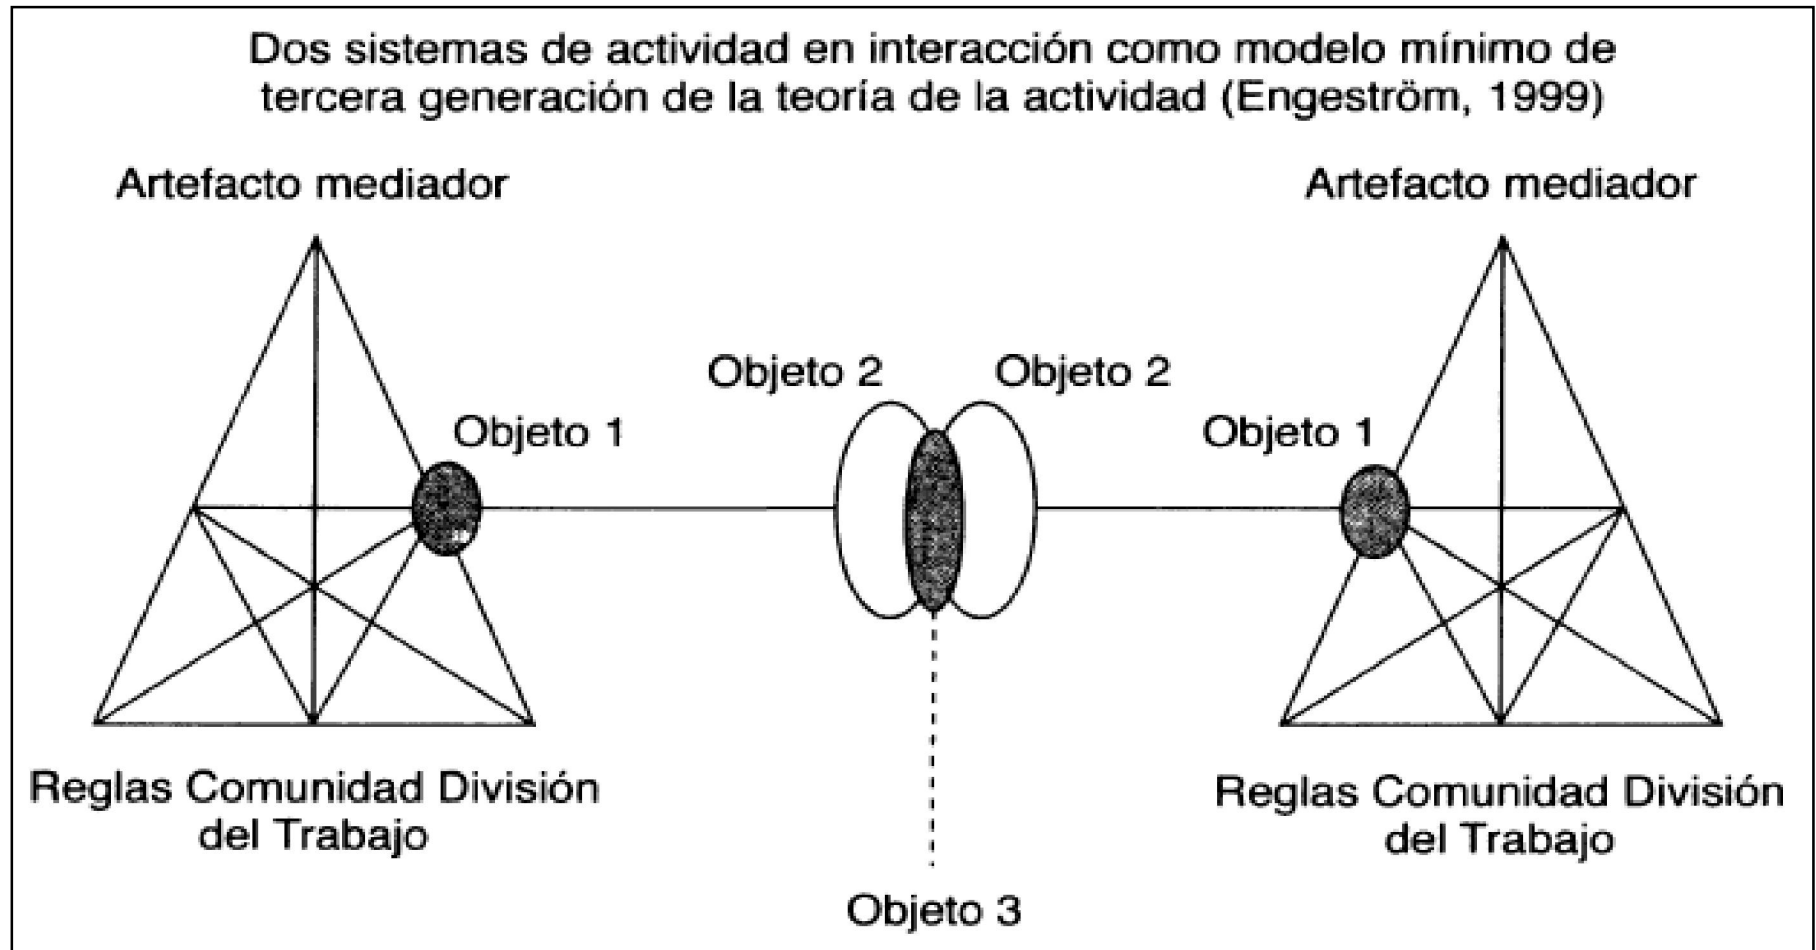 Dos sistemas de actividad en interacción como modelo mínimo de
tercera generación de la teoría de la actividad (Engeström, 1999)
Artefacto mediador
Artefacto mediador
Objeto 2
Objeto 2
Objeto 1
Objeto 1
Reglas Comunidad División
del Trabajo
Reglas Comunidad División
del Trabajo
Objeto 3